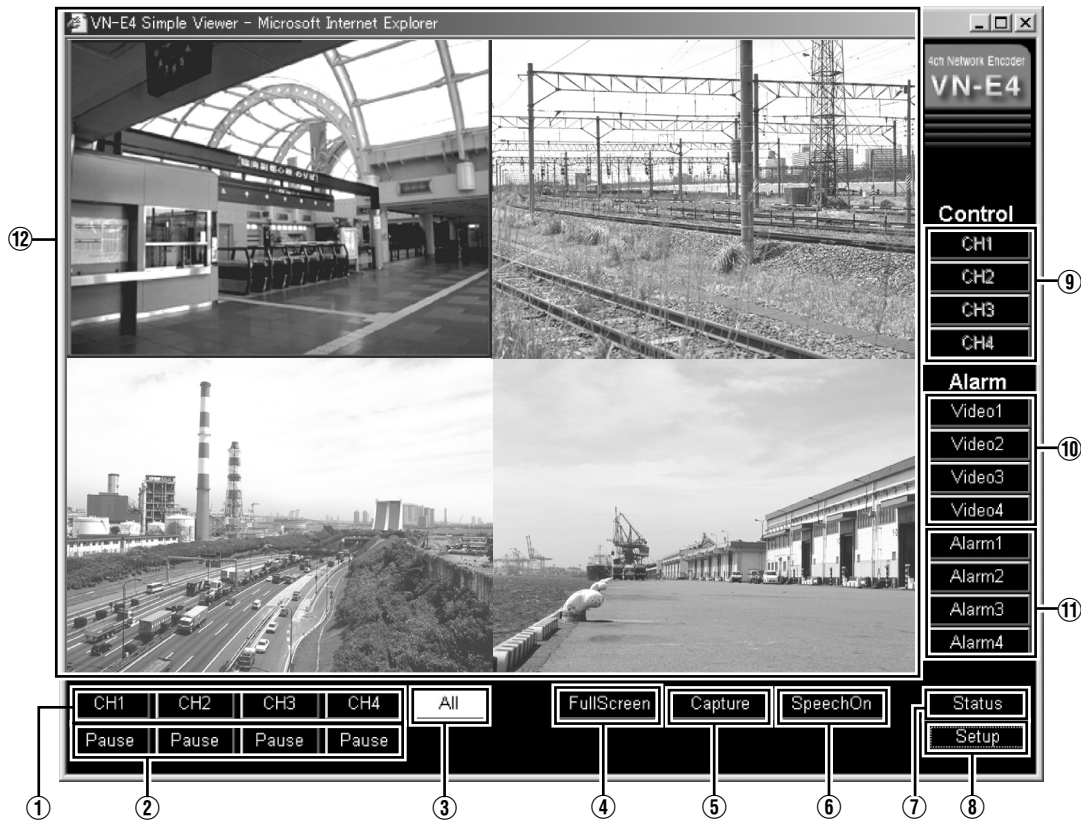 VN-E4 Simple Viewer - Microsoft Internet Explorer
4ch Network Encoder
VN-E4
Control
CH1
CH2
CH3
CH4
⑨
⑫
Alarm
Video1
Video2
Video3
Video4
⑩
Alarm1
Alarm2
Alarm3
Alarm4
⑪
CH1 CH2 CH3 CH4 All FullScreen Capture SpeechOn Status
Pause Pause Pause Pause Setup
① ② ③ ④ ⑤ ⑥ ⑦ ⑧